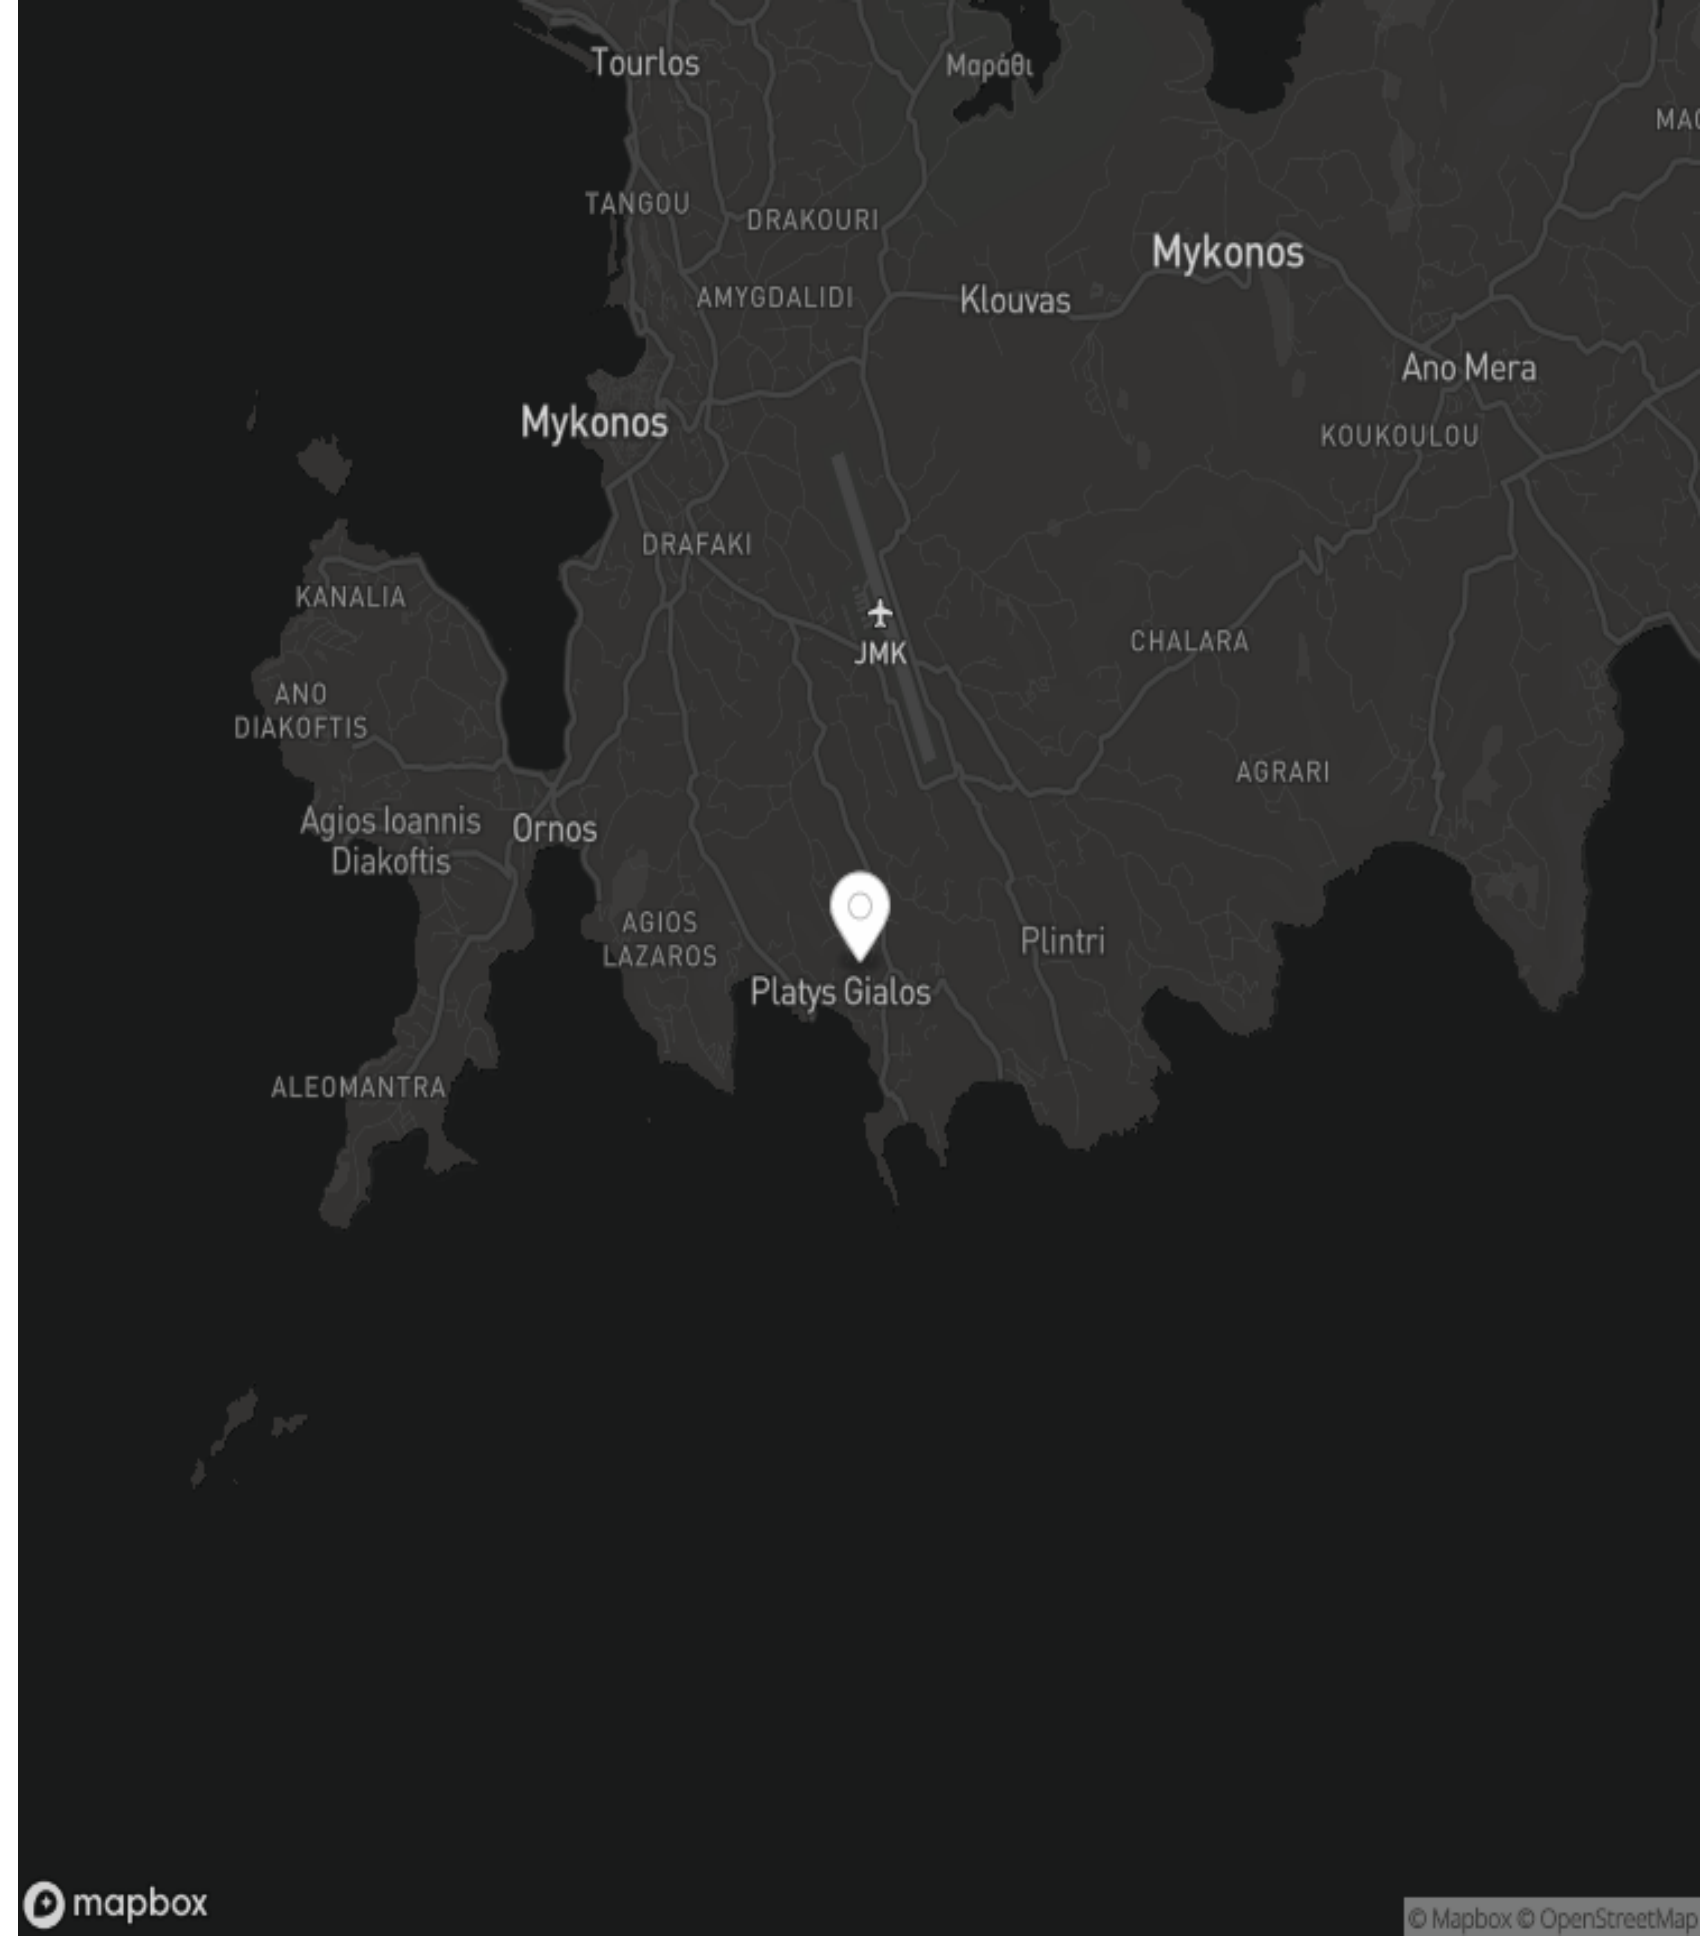 Tourlos
Μαράθι
TANGOU
DRAKOURI
Mykonos
AMYGDALIDI
Klouvas
Ano Mera
Mykonos
KOUKOULOU
DRAFAKI
KANALIA
JMK
CHALARA
ANO
DIAKOFTIS
AGRARI
Agios Ioannis
Diakoftis
Ornos
AGIOS
LAZAROS
Plintri
Platys Gialos
ALEOMANTRA
mapbox
© Mapbox © OpenStreetMap